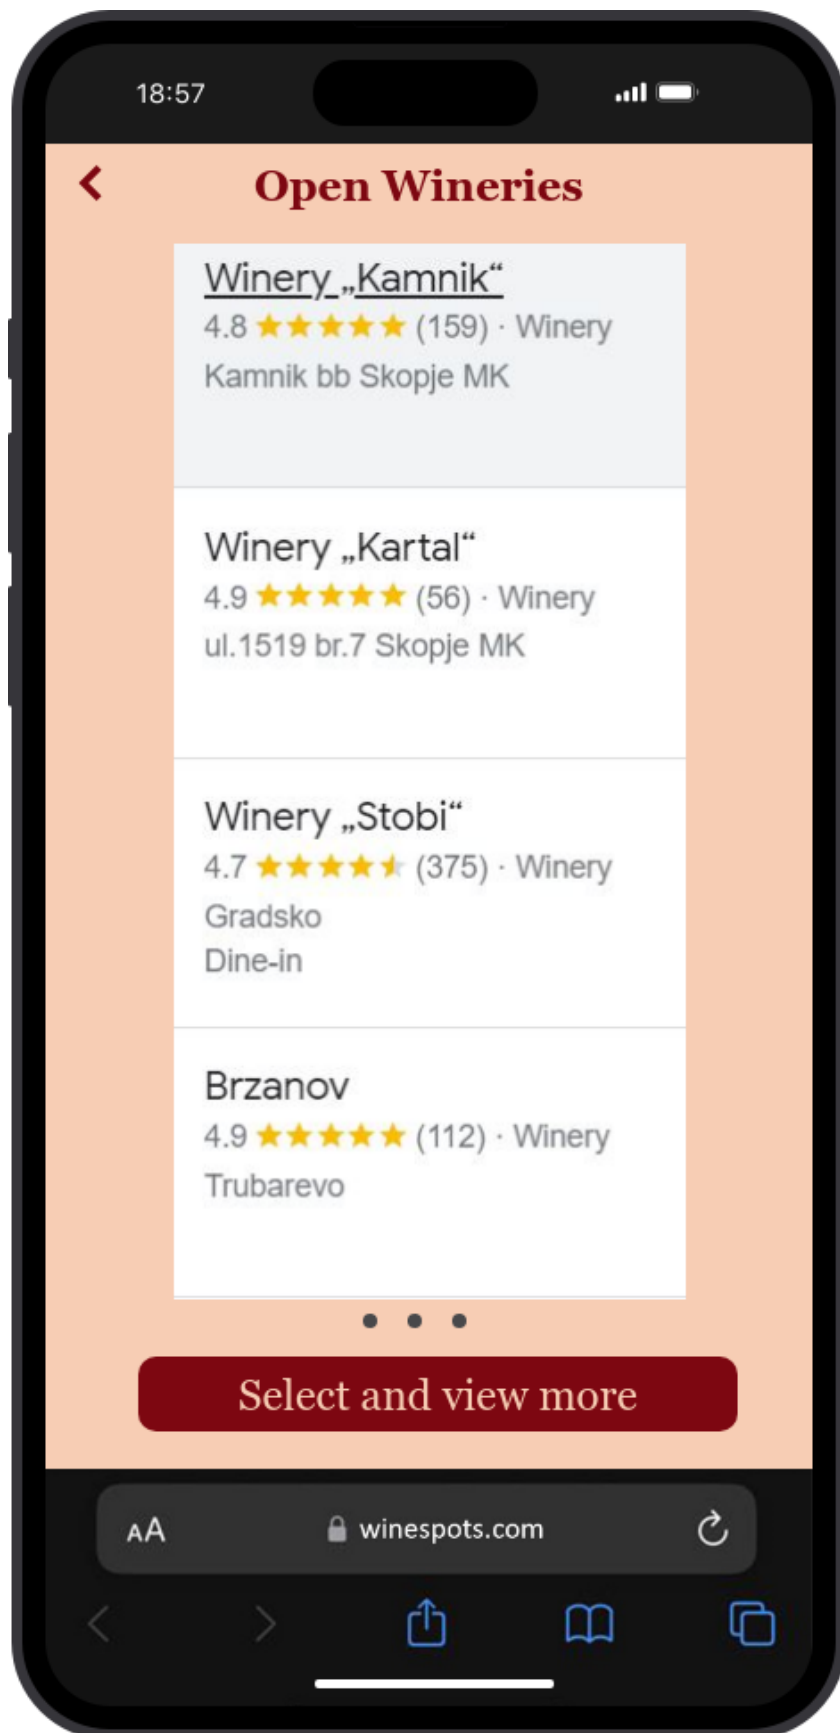 18:57
Open Wineries
Winery „Kamnik“
4.8 (159) · Winery
Kamnik bb Skopje MK
Winery „Kartal“
4.9 (56) · Winery
ul.1519 br.7 Skopje MK
Winery „Stobi“
4.7 (375) · Winery
Gradsko
Dine-in
Brzanov
4.9 (112) · Winery
Trubarevo
Select and view more
AA winespots.com